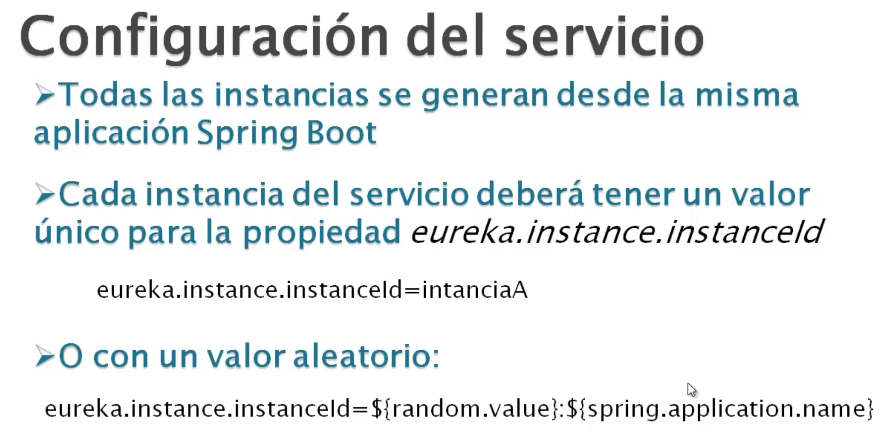 Configuración del servicio
➢Todas las instancias se generan desde la misma
aplicación Spring Boot
➢Cada instancia del servicio deberá tener un valor
único para la propiedad eureka.instance.instanceId
eureka.instance.instanceId=intanciaA
➢O con un valor aleatorio:
eureka.instance.instanceId=${random.value}:${spring.application.name}